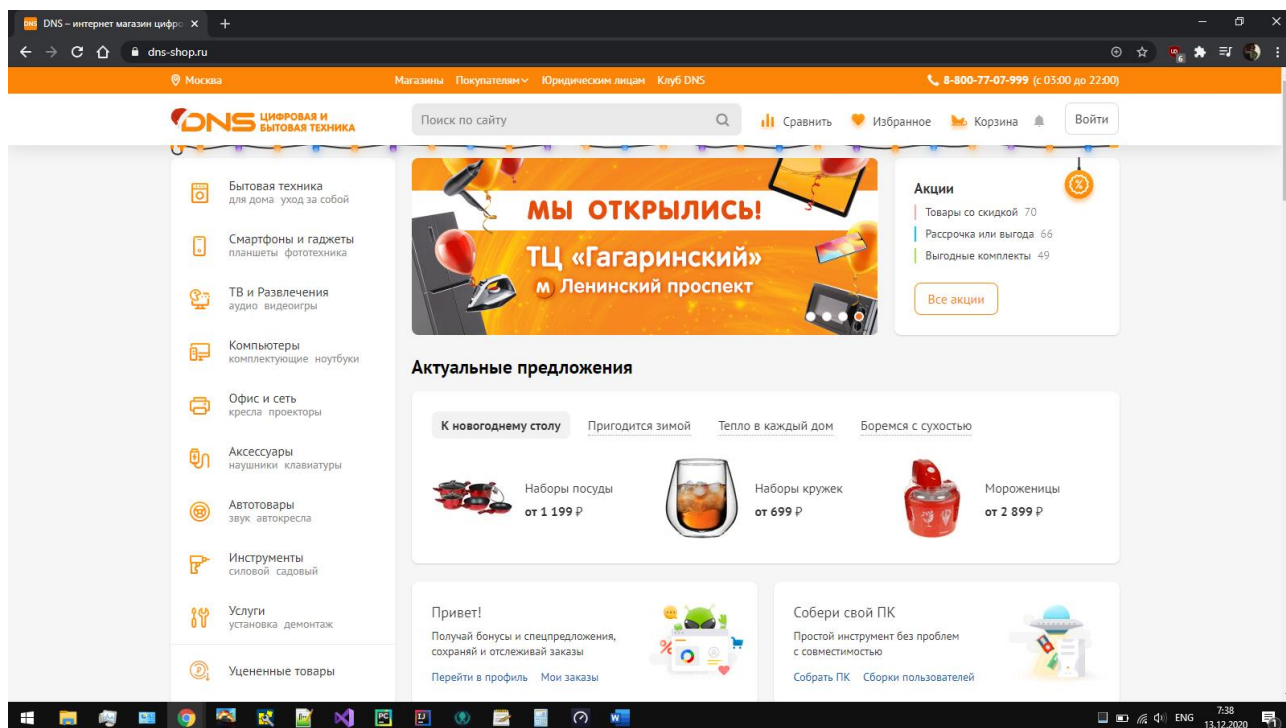 DNS – интернет магазин цифро
dns-shop.ru
6
Москва
Магазины Покупателям Юридическим лицам Клуб DNS
8-800-77-07-999 (с 03:00 до 22:00)
DNS ЦИФРОВАЯ И
БЫТОВАЯ ТЕХНИКА
Поиск по сайту
Сравнить
Избранное
Корзина
Войти
Бытовая техника
для дома уход за собой
Смартфоны и гаджеты
планшеты фототехника
ТВ и Развлечения
аудио видеоигры
Компьютеры
комплектующие ноутбуки
Офис и сеть
кресла проекторы
Аксессуары
наушники клавиатуры
Автотовары
звук автокресла
Инструменты
силовой садовый
Услуги
установка демонтаж
Уцененные товары
МЫ ОТКРЫЛИСЬ!
ТЦ «Гагаринский»
м Ленинский проспект
Акции
Товары со скидкой 70
Рассрочка или выгода 66
Выгодные комплекты 49
Все акции
Актуальные предложения
К новогоднему столу Пригодится зимой Тепло в каждый дом Боремся с сухостью
Наборы посуды
от 1 199 ₽
Наборы кружек
от 699 ₽
Мороженицы
от 2 899 ₽
Привет!
Получай бонусы и спецпредложения,
сохраняй и отслеживай заказы
Перейти в профиль Мои заказы
Собери свой ПК
Простой инструмент без проблем
с совместимостью
Собрать ПК Сборки пользователей
ENG
7:38
13.12.2020